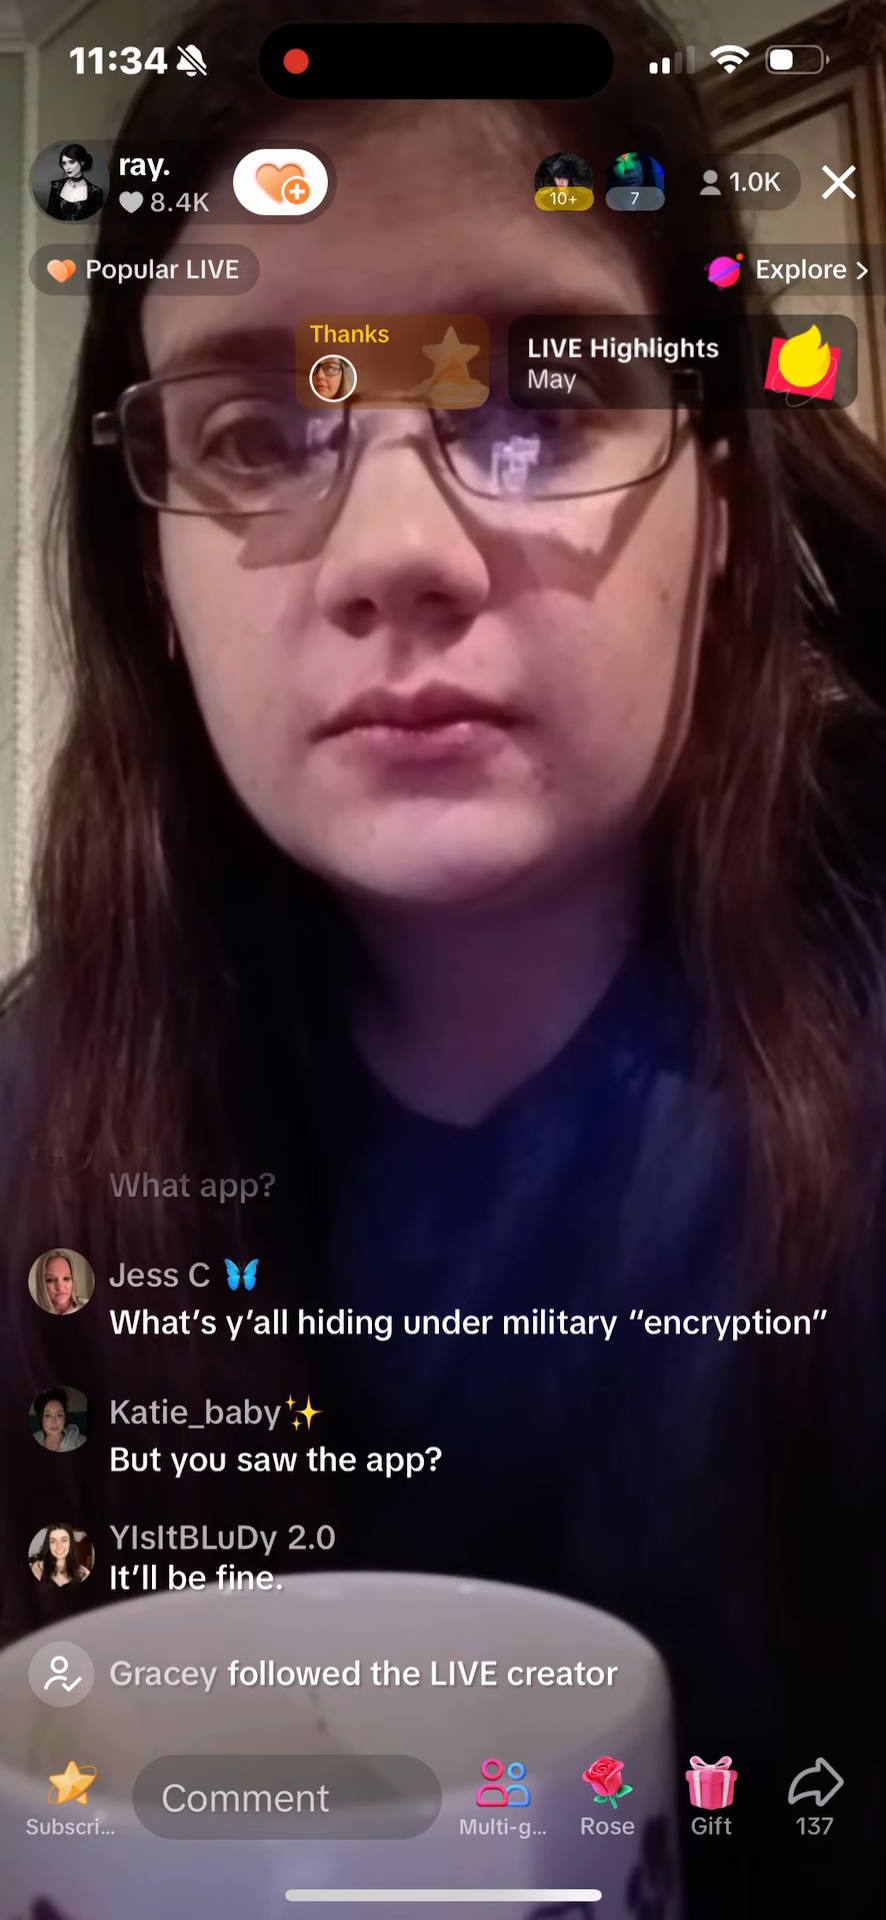 11:34
ray.
8.4K
10+
7
1.0K
Popular LIVE
Explore >
Thanks
LIVE Highlights
May
What app?
Jess C 🦋
What’s y’all hiding under military “encryption”
Katie_baby✨
But you saw the app?
YIsItBLuDy 2.0
It’ll be fine.
Gracey followed the LIVE creator
Subscri...
Comment
Multi-g...
Rose
Gift
137